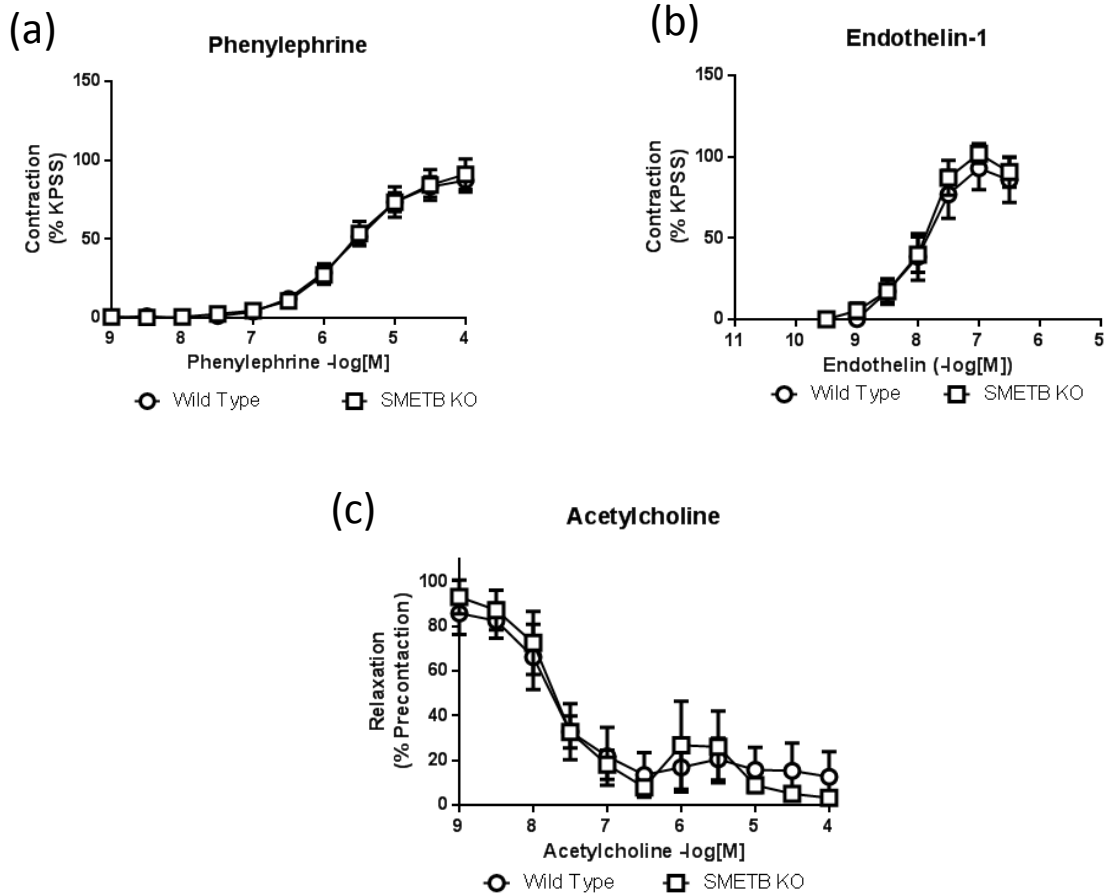 (a)
Phenylephrine
150
100
50
0
Contraction
(% KPSS)
9 8 7 6 5 4
Phenylephrine -log[M]
Wild Type SMETB KO
(b)
Endothelin-1
150
100
50
0
Contraction
(% KPSS)
11 10 9 8 7 6 5
Endothelin (-log[M])
Wild Type SMETB KO
(c)
Acetylcholine
100
80
60
40
20
0
Relaxation
(% Precontaction)
9 8 7 6 5 4
Acetylcholine -log[M]
Wild Type SMETB KO